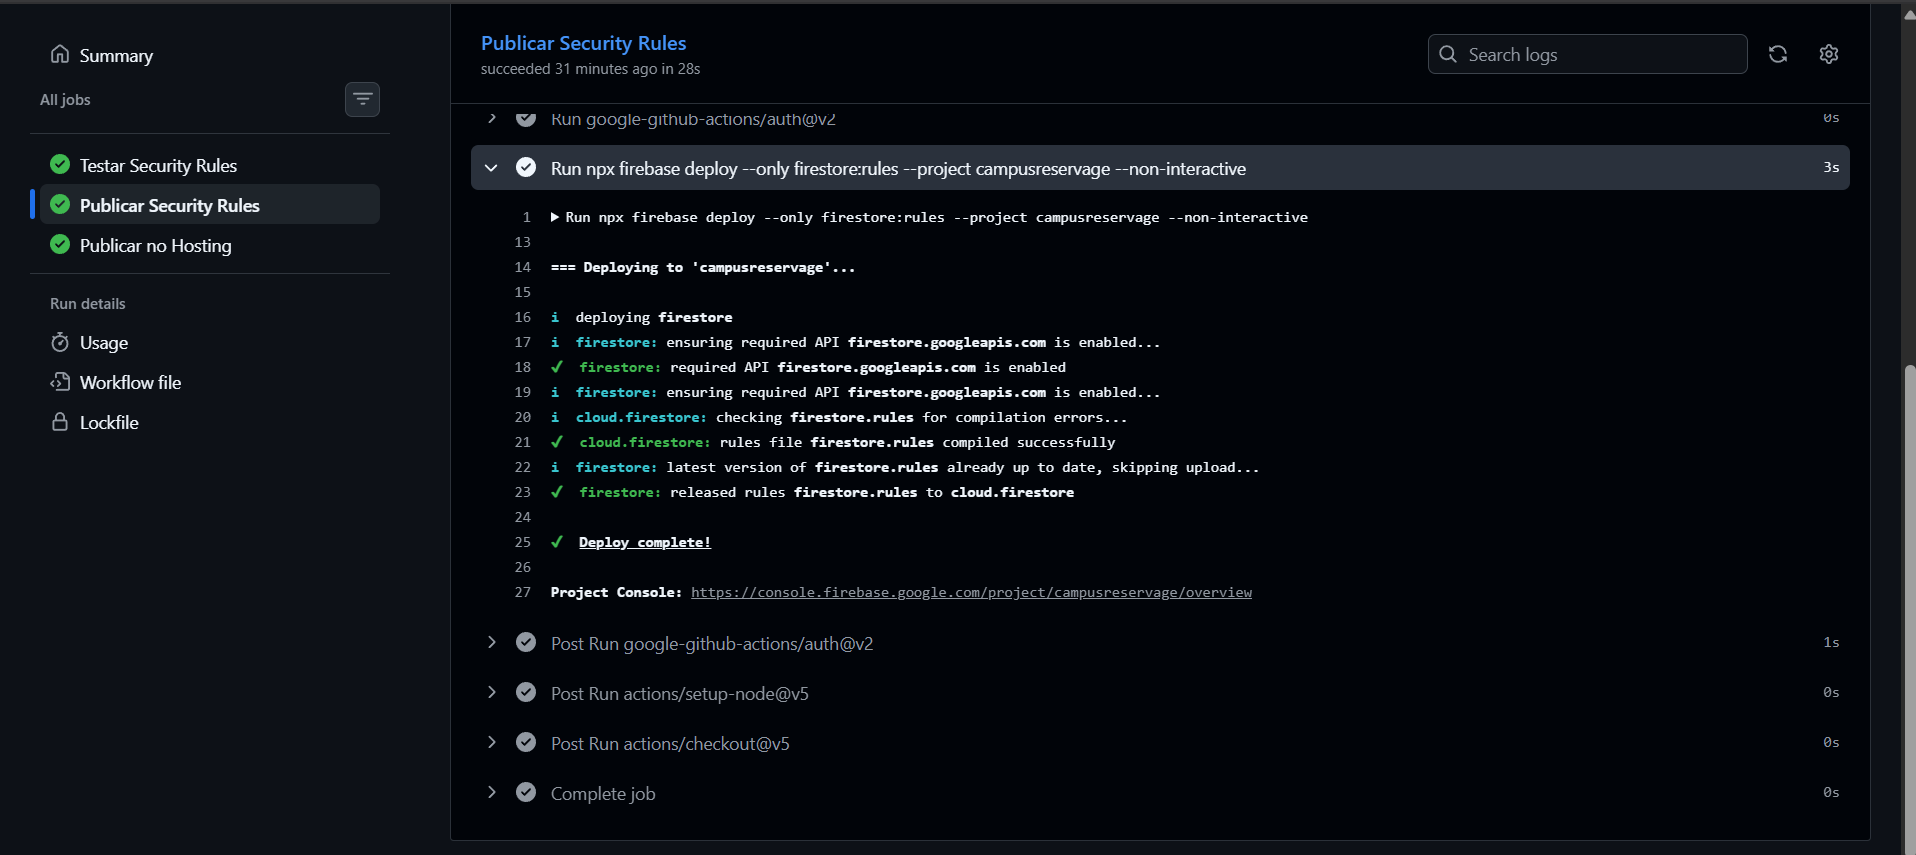 Summary
All jobs
Testar Security Rules
Publicar Security Rules
Publicar no Hosting
Run details
Usage
Workflow file
Lockfile
Publicar Security Rules
succeeded 31 minutes ago in 28s
Search logs
Run google-github-actions/auth@v2 0s
Run npx firebase deploy --only firestore:rules --project campusreservage --non-interactive 3s
1 Run npx firebase deploy --only firestore:rules --project campusreservage --non-interactive
13
14 === Deploying to 'campusreservage'...
15
16 i deploying firestore
17 i firestore: ensuring required API firestore.googleapis.com is enabled...
18 ✔ firestore: required API firestore.googleapis.com is enabled
19 i firestore: ensuring required API firestore.googleapis.com is enabled...
20 i cloud.firestore: checking firestore.rules for compilation errors...
21 ✔ cloud.firestore: rules file firestore.rules compiled successfully
22 i firestore: latest version of firestore.rules already up to date, skipping upload...
23 ✔ firestore: released rules firestore.rules to cloud.firestore
24
25 ✔ Deploy complete!
26
27 Project Console: https://console.firebase.google.com/project/campusreservage/overview
Post Run google-github-actions/auth@v2 1s
Post Run actions/setup-node@v5 0s
Post Run actions/checkout@v5 0s
Complete job 0s